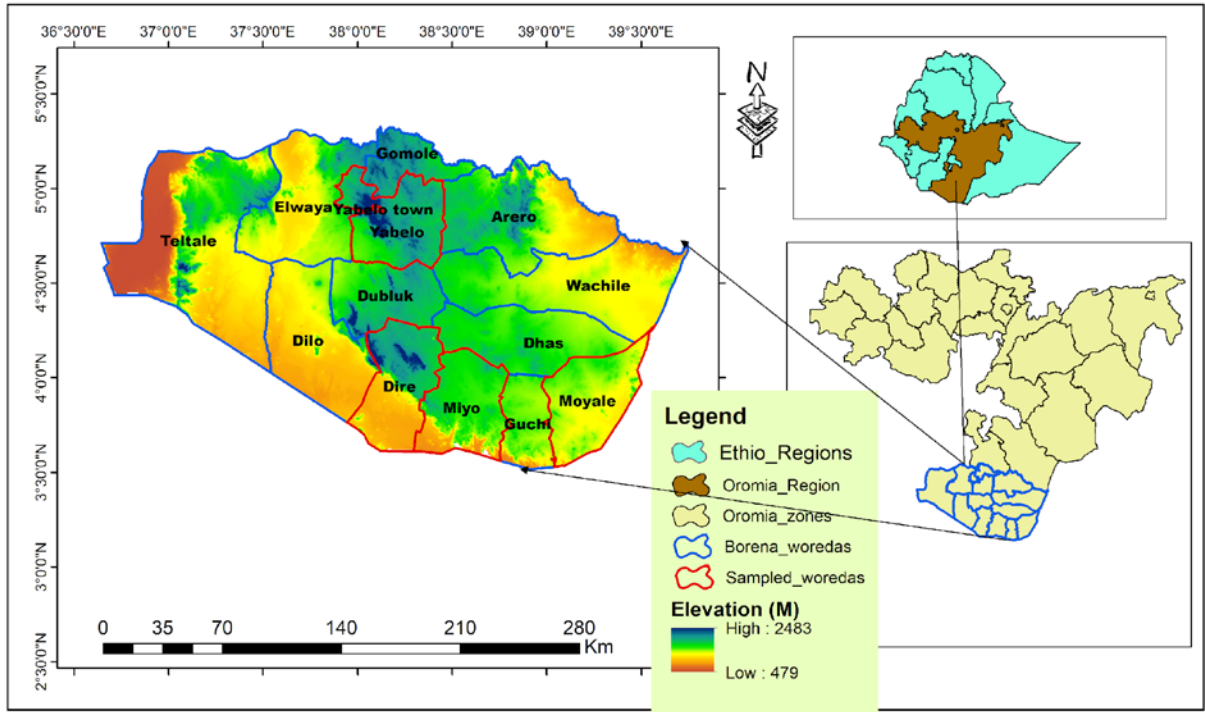 36°30'0"E 37°0'0"E 37°30'0"E 38°0'0"E 38°30'0"E 39°0'0"E 39°30'0"E
5°30'0"N
5°0'0"N
4°30'0"N
4°0'0"N
3°30'0"N
3°0'0"N
2°30'0"N
N
Gomole
Elwaya
Yabelo town
Arero
Yabelo
Teltale
Wachile
Dubluk
Dilo
Dhas
Dire
Miyo
Moyale
Guchi
0 35 70 140 210 280
Km
Legend
Ethio_Regions
Oromia_Region
Oromia_zones
Borena_woredas
Sampled_woredas
Elevation (M)
High : 2483
Low : 479